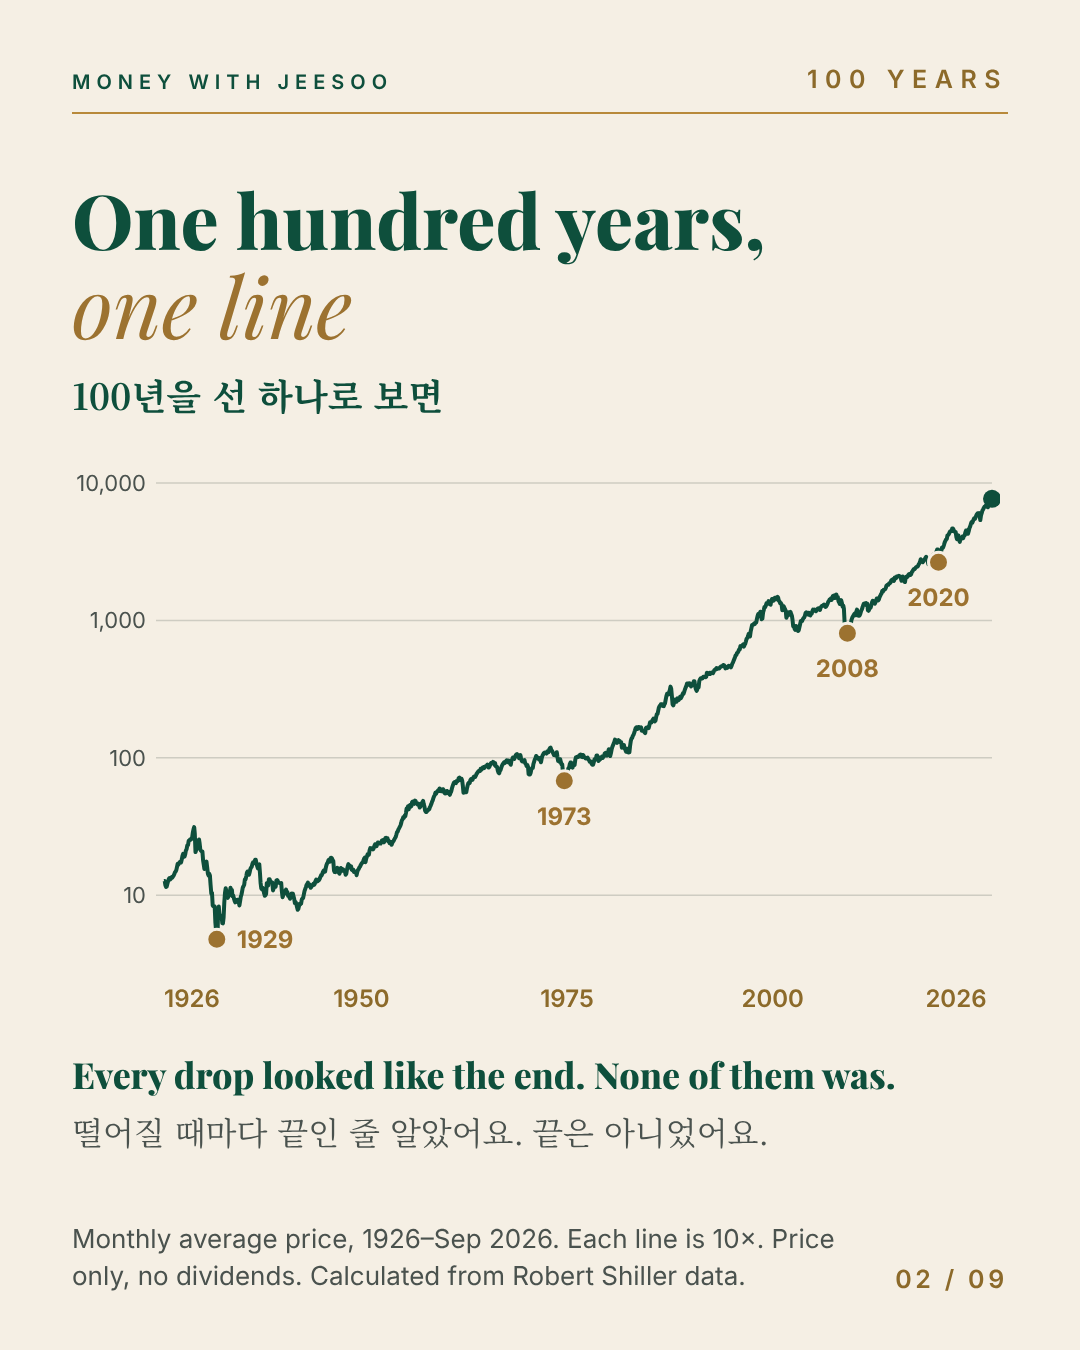 MONEY WITH JEESOO
100 YEARS
One hundred years,
one line
100년을 선 하나로 보면
10,000
1,000
100
10
2020
2008
1973
1929
1926
1950
1975
2000
2026
Every drop looked like the end. None of them was.
떨어질 때마다 끝인 줄 알았어요. 끝은 아니었어요.
Monthly average price, 1926–Sep 2026. Each line is 10×. Price
only, no dividends. Calculated from Robert Shiller data.
02 / 09